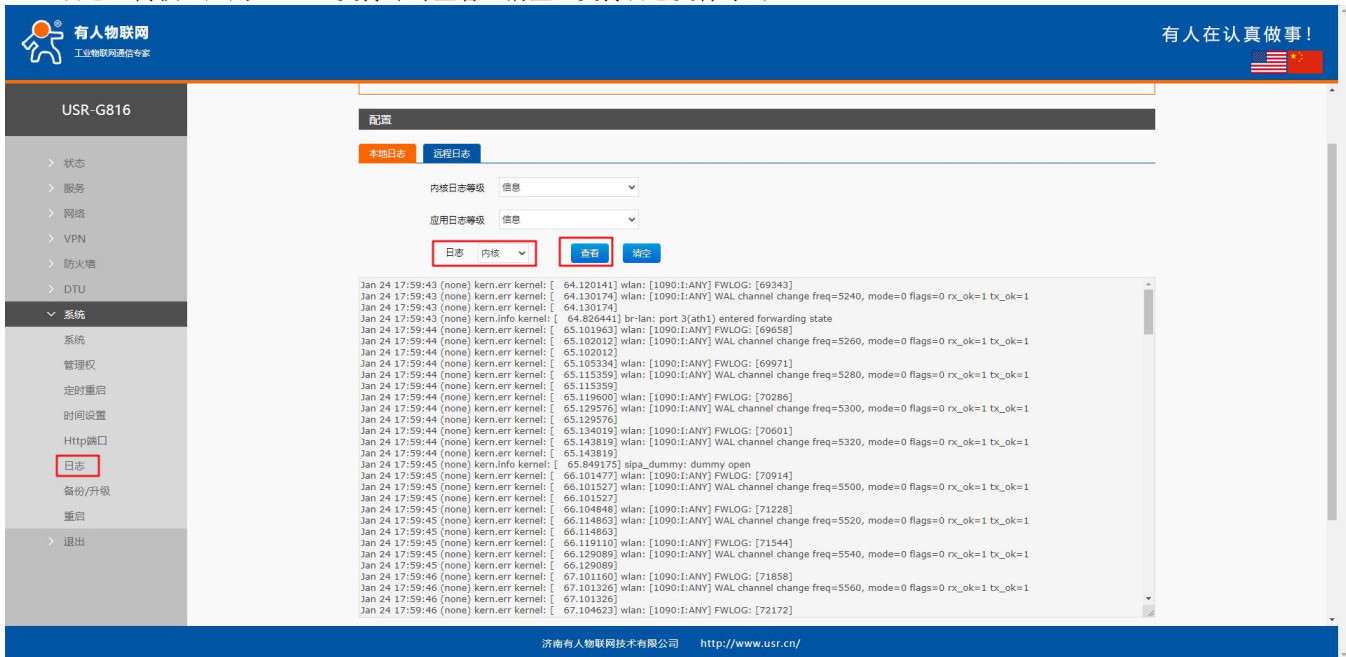 有人物联网
工业物联网通信专家
有人在认真做事！
USR-G816
状态
服务
网络
VPN
防火墙
DTU
系统
系统
管理权
定时重启
时间设置
Http端口
日志
备份/升级
重启
退出
配置
本地日志 远程日志
内核日志等级 信息
应用日志等级 信息
日志 内核 查看 清空
Jan 24 17:59:43 (none) kern.err kernel: [ 64.120141] wlan: [1090:I:ANY] FWLOG: [69343]
Jan 24 17:59:43 (none) kern.err kernel: [ 64.130174] wlan: [1090:I:ANY] WAL channel change freq=5240, mode=0 flags=0 rx_ok=1 tx_ok=1
Jan 24 17:59:43 (none) kern.err kernel: [ 64.130174]
Jan 24 17:59:43 (none) kern.info kernel: [ 64.826441] br-lan: port 3(ath1) entered forwarding state
Jan 24 17:59:44 (none) kern.err kernel: [ 65.101963] wlan: [1090:I:ANY] FWLOG: [69658]
Jan 24 17:59:44 (none) kern.err kernel: [ 65.102012] wlan: [1090:I:ANY] WAL channel change freq=5260, mode=0 flags=0 rx_ok=1 tx_ok=1
Jan 24 17:59:44 (none) kern.err kernel: [ 65.102012]
Jan 24 17:59:44 (none) kern.err kernel: [ 65.105334] wlan: [1090:I:ANY] FWLOG: [69971]
Jan 24 17:59:44 (none) kern.err kernel: [ 65.115359] wlan: [1090:I:ANY] WAL channel change freq=5280, mode=0 flags=0 rx_ok=1 tx_ok=1
Jan 24 17:59:44 (none) kern.err kernel: [ 65.115359]
Jan 24 17:59:44 (none) kern.err kernel: [ 65.119600] wlan: [1090:I:ANY] FWLOG: [70286]
Jan 24 17:59:44 (none) kern.err kernel: [ 65.129576] wlan: [1090:I:ANY] WAL channel change freq=5300, mode=0 flags=0 rx_ok=1 tx_ok=1
Jan 24 17:59:44 (none) kern.err kernel: [ 65.129576]
Jan 24 17:59:44 (none) kern.err kernel: [ 65.134019] wlan: [1090:I:ANY] FWLOG: [70601]
Jan 24 17:59:44 (none) kern.err kernel: [ 65.143819] wlan: [1090:I:ANY] WAL channel change freq=5320, mode=0 flags=0 rx_ok=1 tx_ok=1
Jan 24 17:59:44 (none) kern.err kernel: [ 65.143819]
Jan 24 17:59:45 (none) kern.info kernel: [ 65.849175] sipa_dummy: dummy open
Jan 24 17:59:45 (none) kern.err kernel: [ 66.101477] wlan: [1090:I:ANY] FWLOG: [70914]
Jan 24 17:59:45 (none) kern.err kernel: [ 66.101527] wlan: [1090:I:ANY] WAL channel change freq=5500, mode=0 flags=0 rx_ok=1 tx_ok=1
Jan 24 17:59:45 (none) kern.err kernel: [ 66.101527]
Jan 24 17:59:45 (none) kern.err kernel: [ 66.104848] wlan: [1090:I:ANY] FWLOG: [71228]
Jan 24 17:59:45 (none) kern.err kernel: [ 66.114863] wlan: [1090:I:ANY] WAL channel change freq=5520, mode=0 flags=0 rx_ok=1 tx_ok=1
Jan 24 17:59:45 (none) kern.err kernel: [ 66.114863]
Jan 24 17:59:45 (none) kern.err kernel: [ 66.119110] wlan: [1090:I:ANY] FWLOG: [71544]
Jan 24 17:59:45 (none) kern.err kernel: [ 66.129089] wlan: [1090:I:ANY] WAL channel change freq=5540, mode=0 flags=0 rx_ok=1 tx_ok=1
Jan 24 17:59:45 (none) kern.err kernel: [ 66.129089]
Jan 24 17:59:46 (none) kern.err kernel: [ 67.101160] wlan: [1090:I:ANY] FWLOG: [71858]
Jan 24 17:59:46 (none) kern.err kernel: [ 67.101326] wlan: [1090:I:ANY] WAL channel change freq=5560, mode=0 flags=0 rx_ok=1 tx_ok=1
Jan 24 17:59:46 (none) kern.err kernel: [ 67.101326]
Jan 24 17:59:46 (none) kern.err kernel: [ 67.104623] wlan: [1090:I:ANY] FWLOG: [72172]
济南有人物联网技术有限公司 http://www.usr.cn/